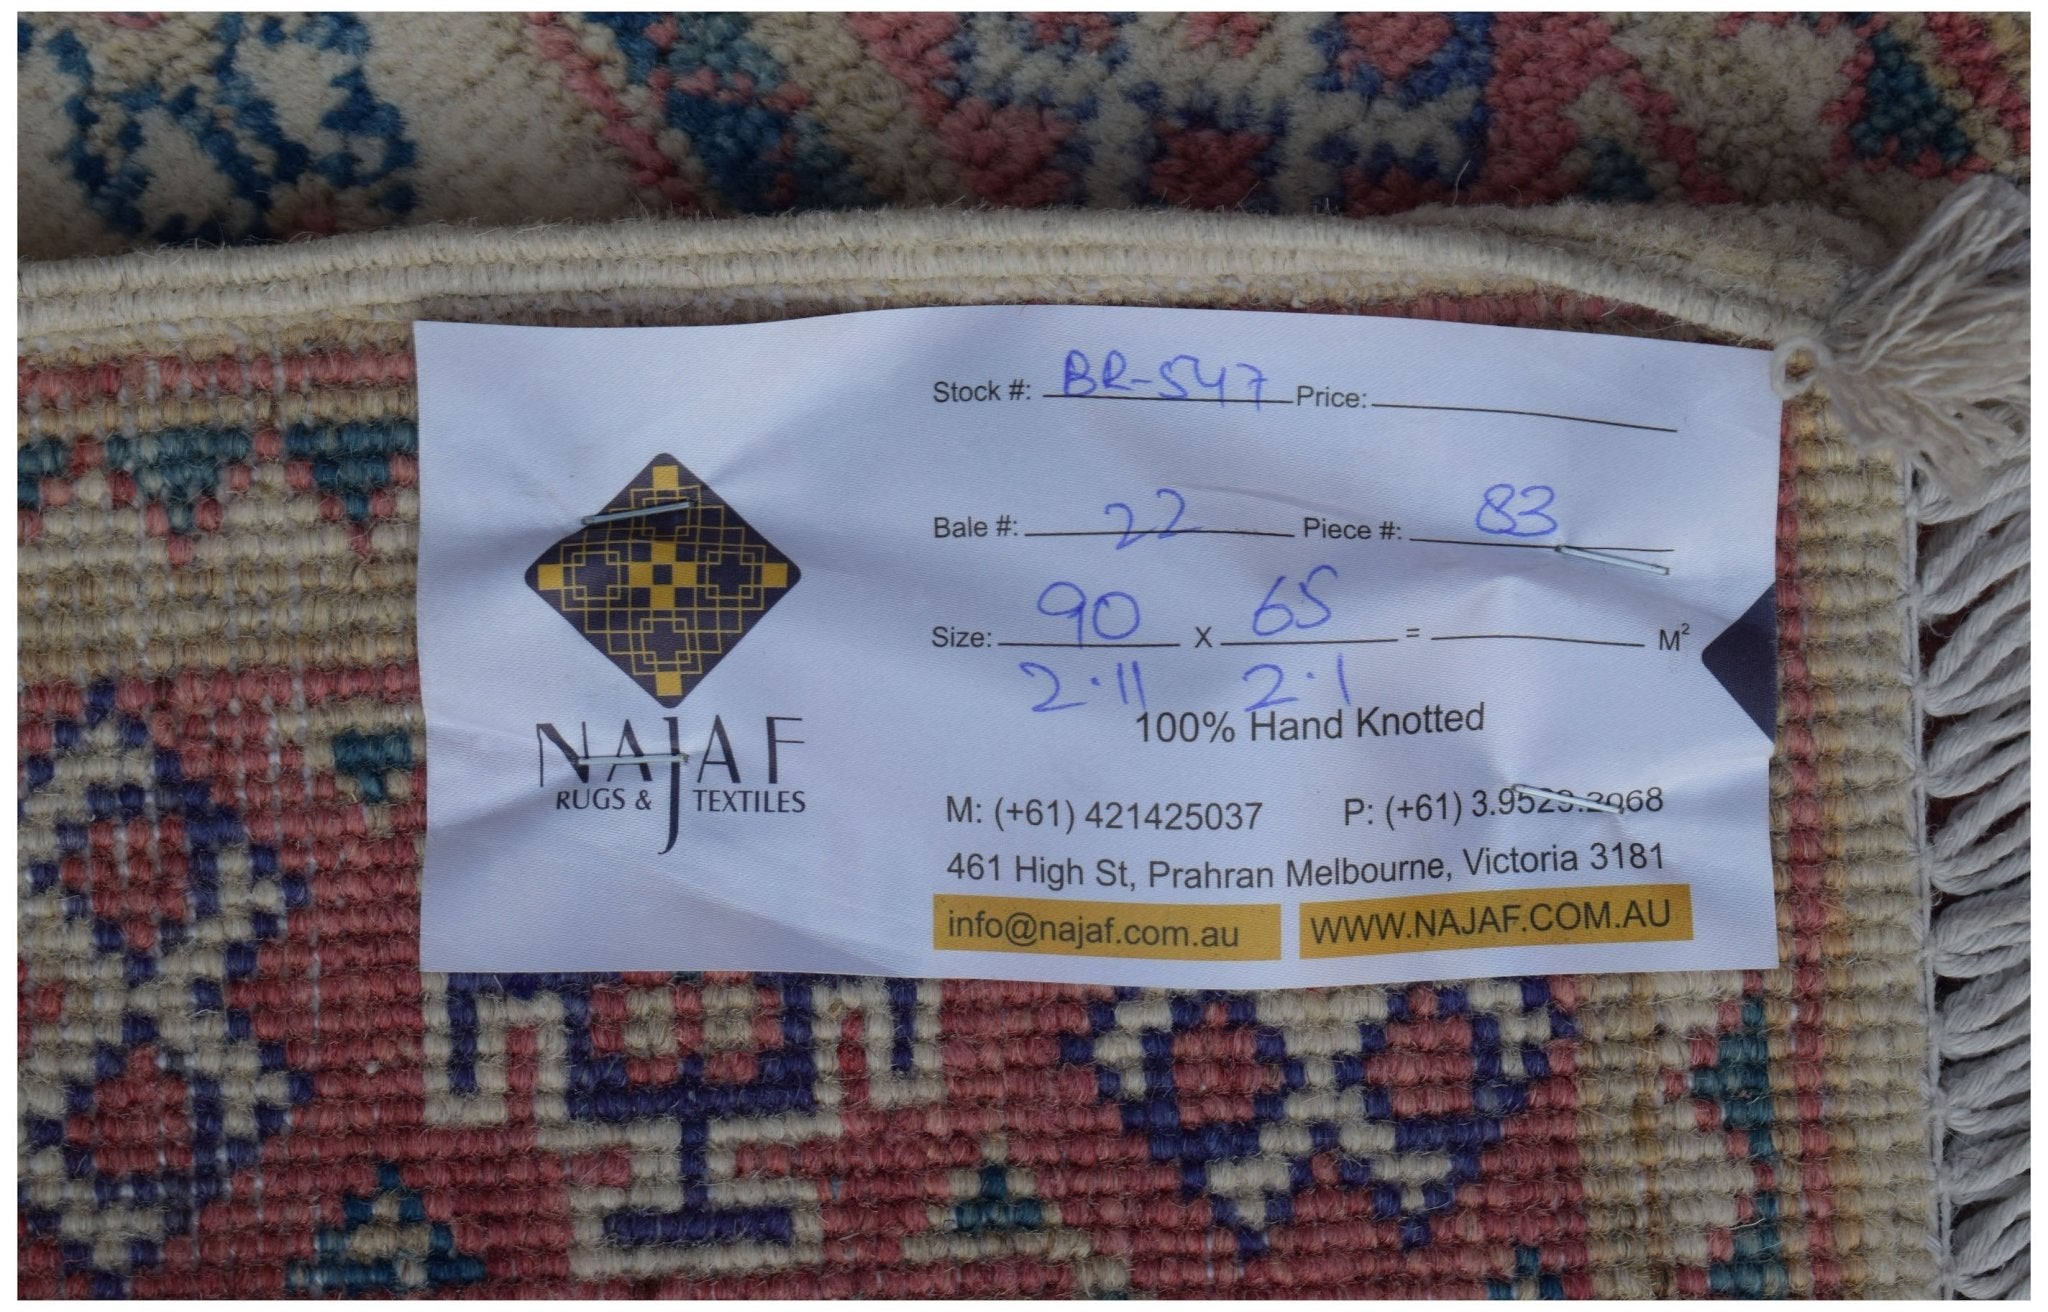 Stock #: BR-547 Price:
Bale #: 22 Piece #: 83
Size: 90 X 65 = M²
2.11 2.1
100% Hand Knotted
NAJAF
RUGS & TEXTILES
M: (+61) 421425037 P: (+61)
461 High St, Prahran Melbourne, Victoria 3181
info@najaf.com.au WWW.NAJAF.COM.AU